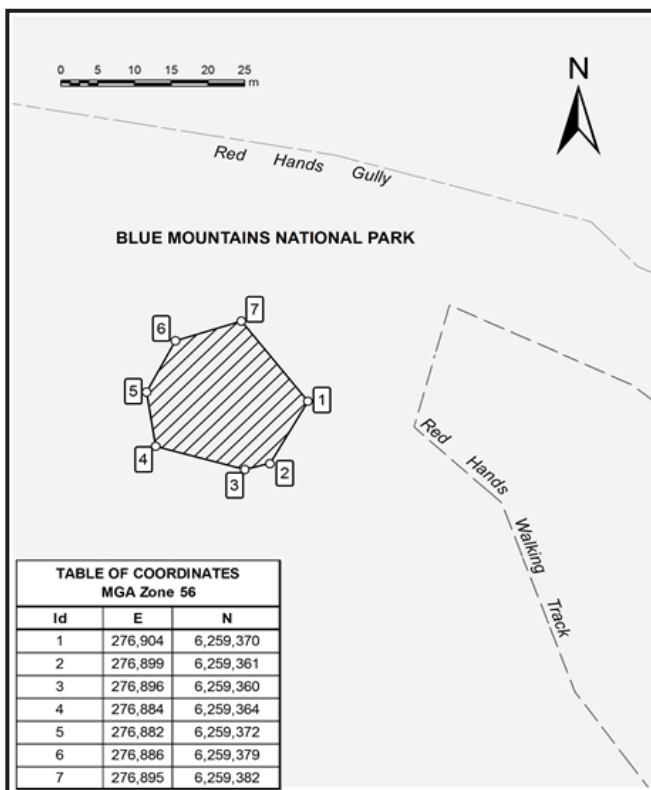 0 5 10 15 20 25
m
N
Red Hands Gully
BLUE MOUNTAINS NATIONAL PARK
7
6
5
1
4
3
2
Red Hands Walking Track
TABLE OF COORDINATES
MGA Zone 56
Id E N
1 276,904 6,259,370
2 276,899 6,259,361
3 276,896 6,259,360
4 276,884 6,259,364
5 276,882 6,259,372
6 276,886 6,259,379
7 276,895 6,259,382